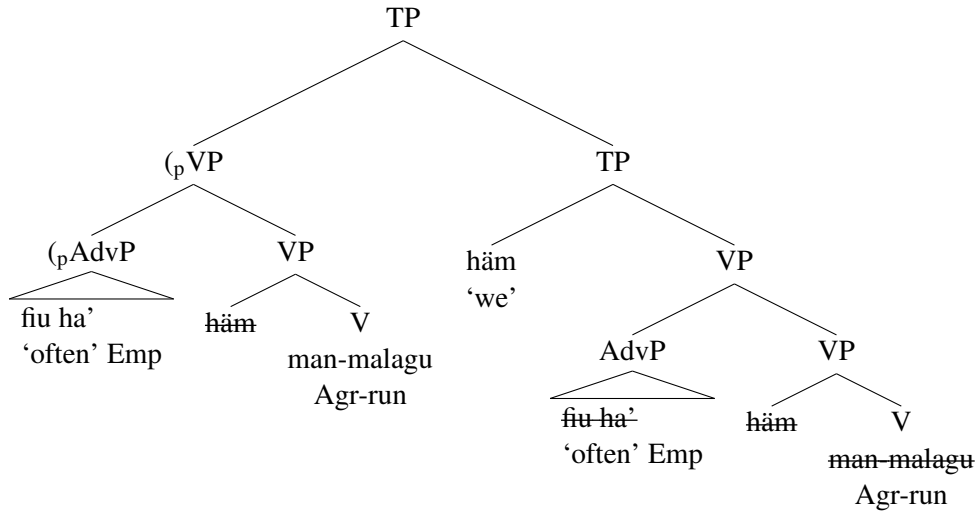 TP
(pVP TP
(pAdvP VP häm VP
‘we’
fiu ha’ häm V AdvP VP
‘often’ Emp man-malagu
Agr-run fiu ha’ häm V
‘often’ Emp man-malagu
Agr-run